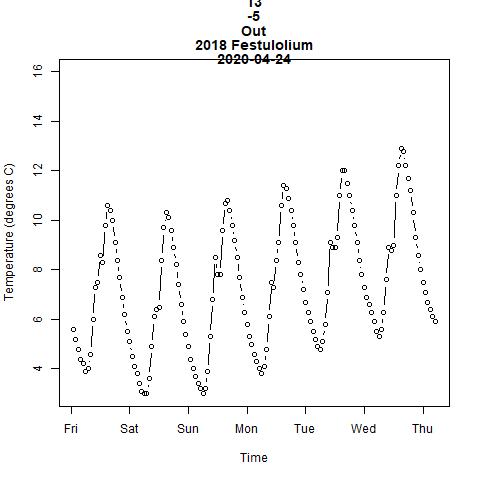 13
-5
Out
2018 Festulolium
2020-04-24
16
14
12
10
8
6
4
Temperature (degrees C)
Fri Sat Sun Mon Tue Wed Thu
Time